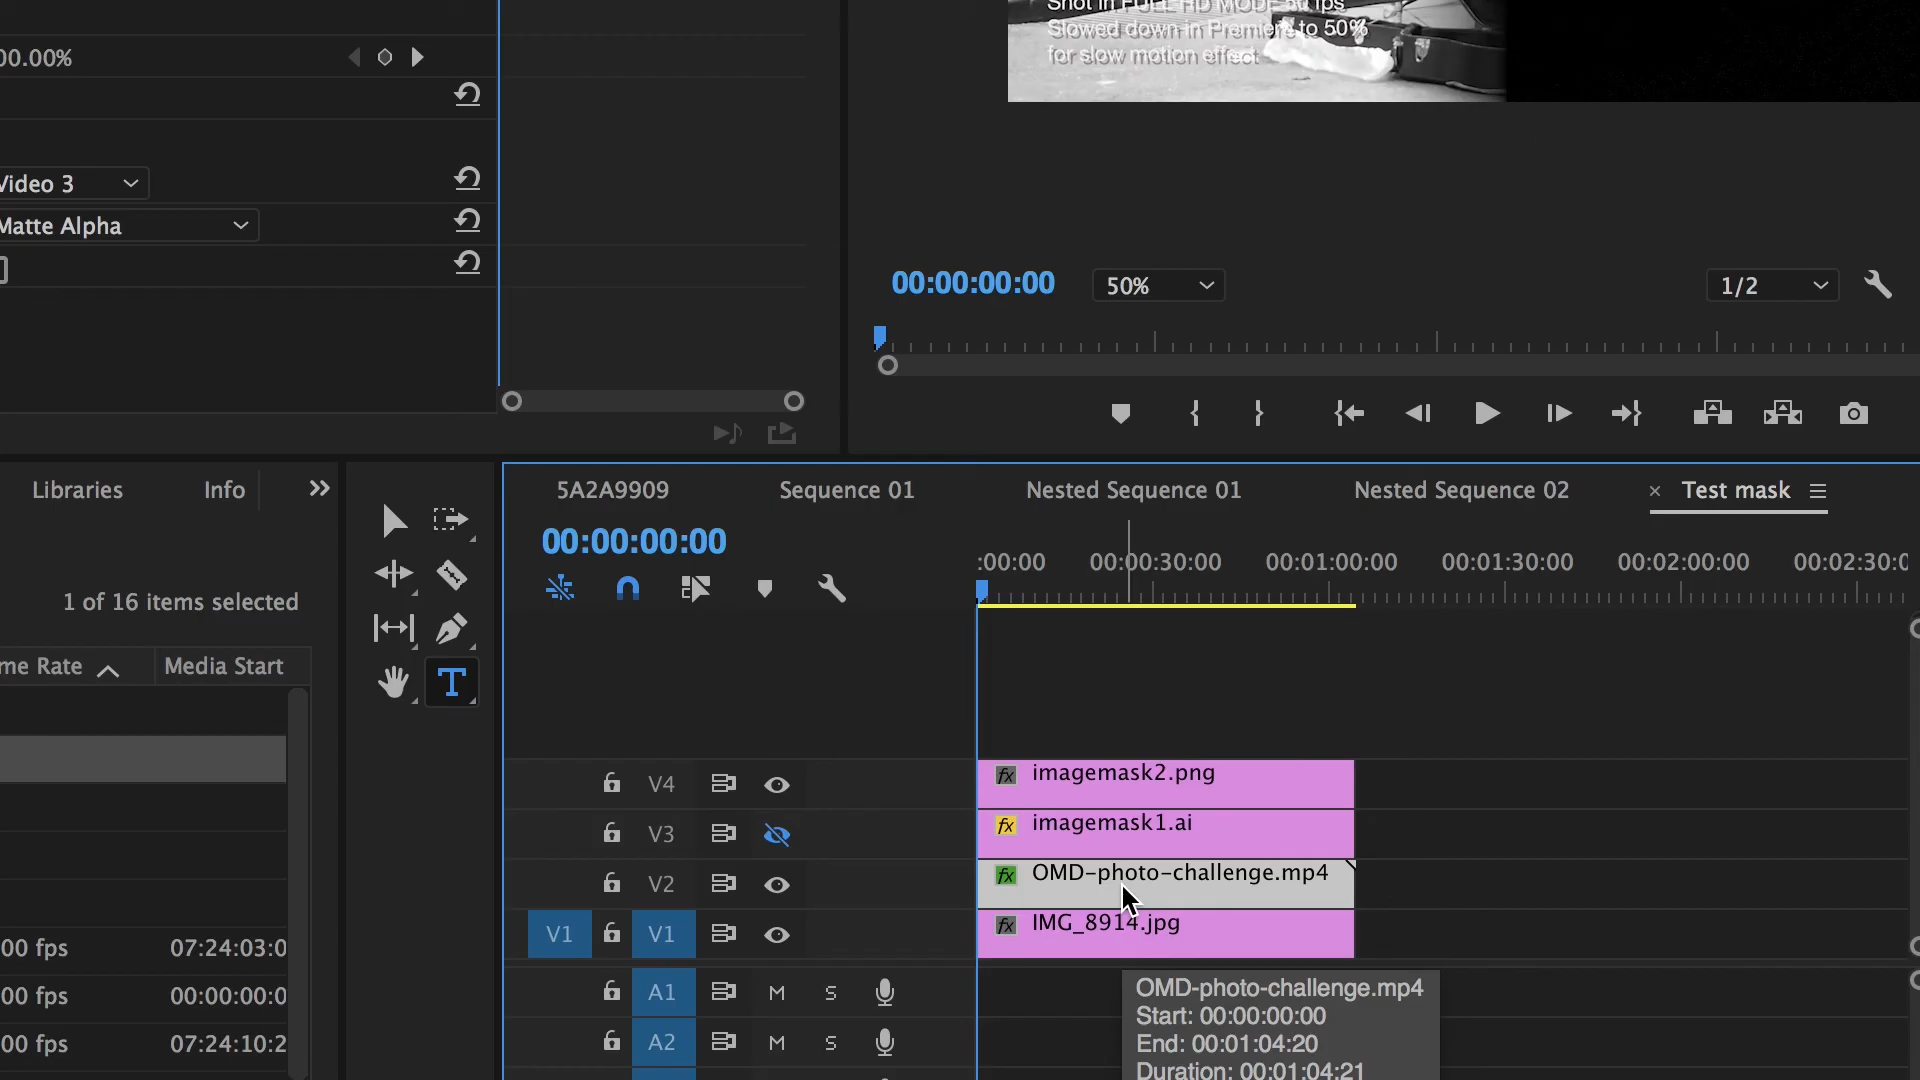 Shot in FULL HD MODE 50 fps
Slowed down in Premiere to 50%
for slow motion effect
00.00%
Video 3
Matte Alpha
00:00:00:00
50%
1/2
Libraries
Info
5A2A9909
Sequence 01
Nested Sequence 01
Nested Sequence 02
× Test mask
00:00:00:00
:00:00
00:00:30:00
00:01:00:00
00:01:30:00
00:02:00:00
00:02:30:0
1 of 16 items selected
me Rate
Media Start
V4
fx imagemask2.png
V3
fx imagemask1.ai
V2
fx OMD-photo-challenge.mp4
V1
V1
fx IMG_8914.jpg
00 fps
07:24:03:0
A1
M
S
00 fps
00:00:00:0
A2
M
S
00 fps
07:24:10:2
OMD-photo-challenge.mp4
Start: 00:00:00:00
End: 00:01:04:20
Duration: 00:01:04:21